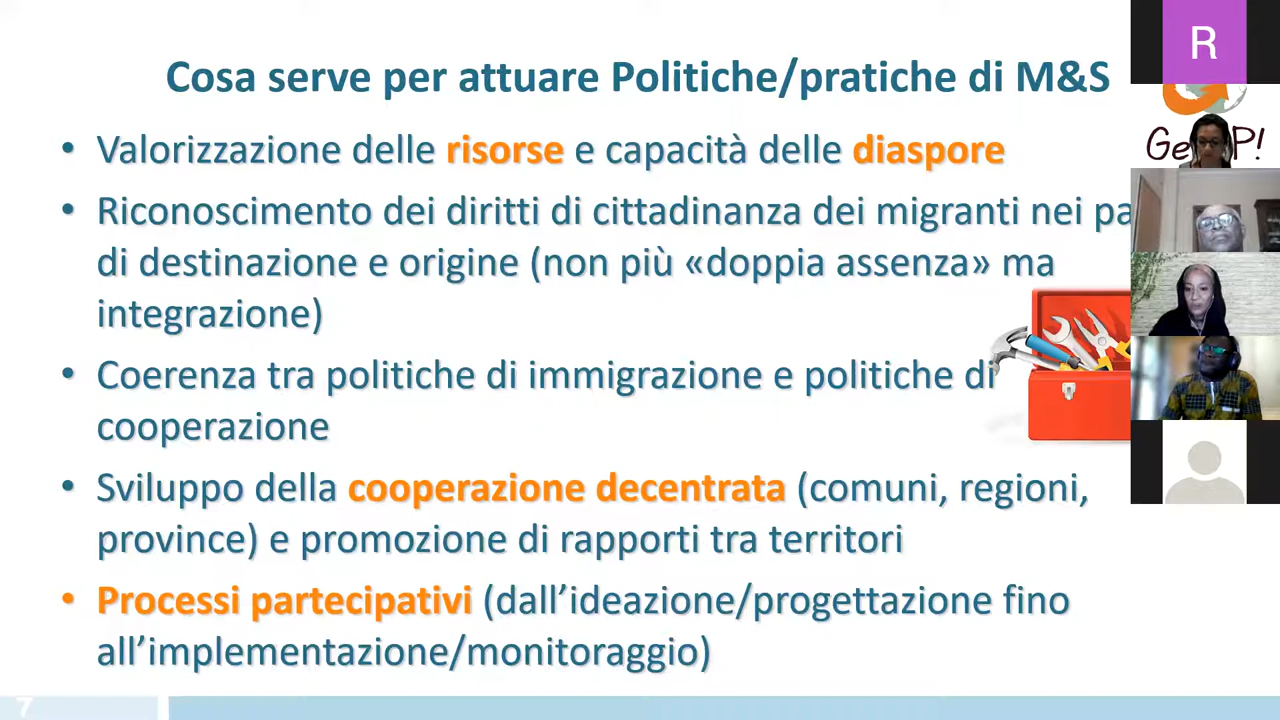 Cosa serve per attuare Politiche/pratiche di M&S
R
• Valorizzazione delle risorse e capacità delle diaspore
Ge P!
• Riconoscimento dei diritti di cittadinanza dei migranti nei
di destinazione e origine (non più «doppia assenza» ma
integrazione)
• Coerenza tra politiche di immigrazione e politiche di
cooperazione
• Sviluppo della cooperazione decentrata (comuni, regioni,
province) e promozione di rapporti tra territori
• Processi partecipativi (dall’ideazione/progettazione fino
all’implementazione/monitoraggio)
7